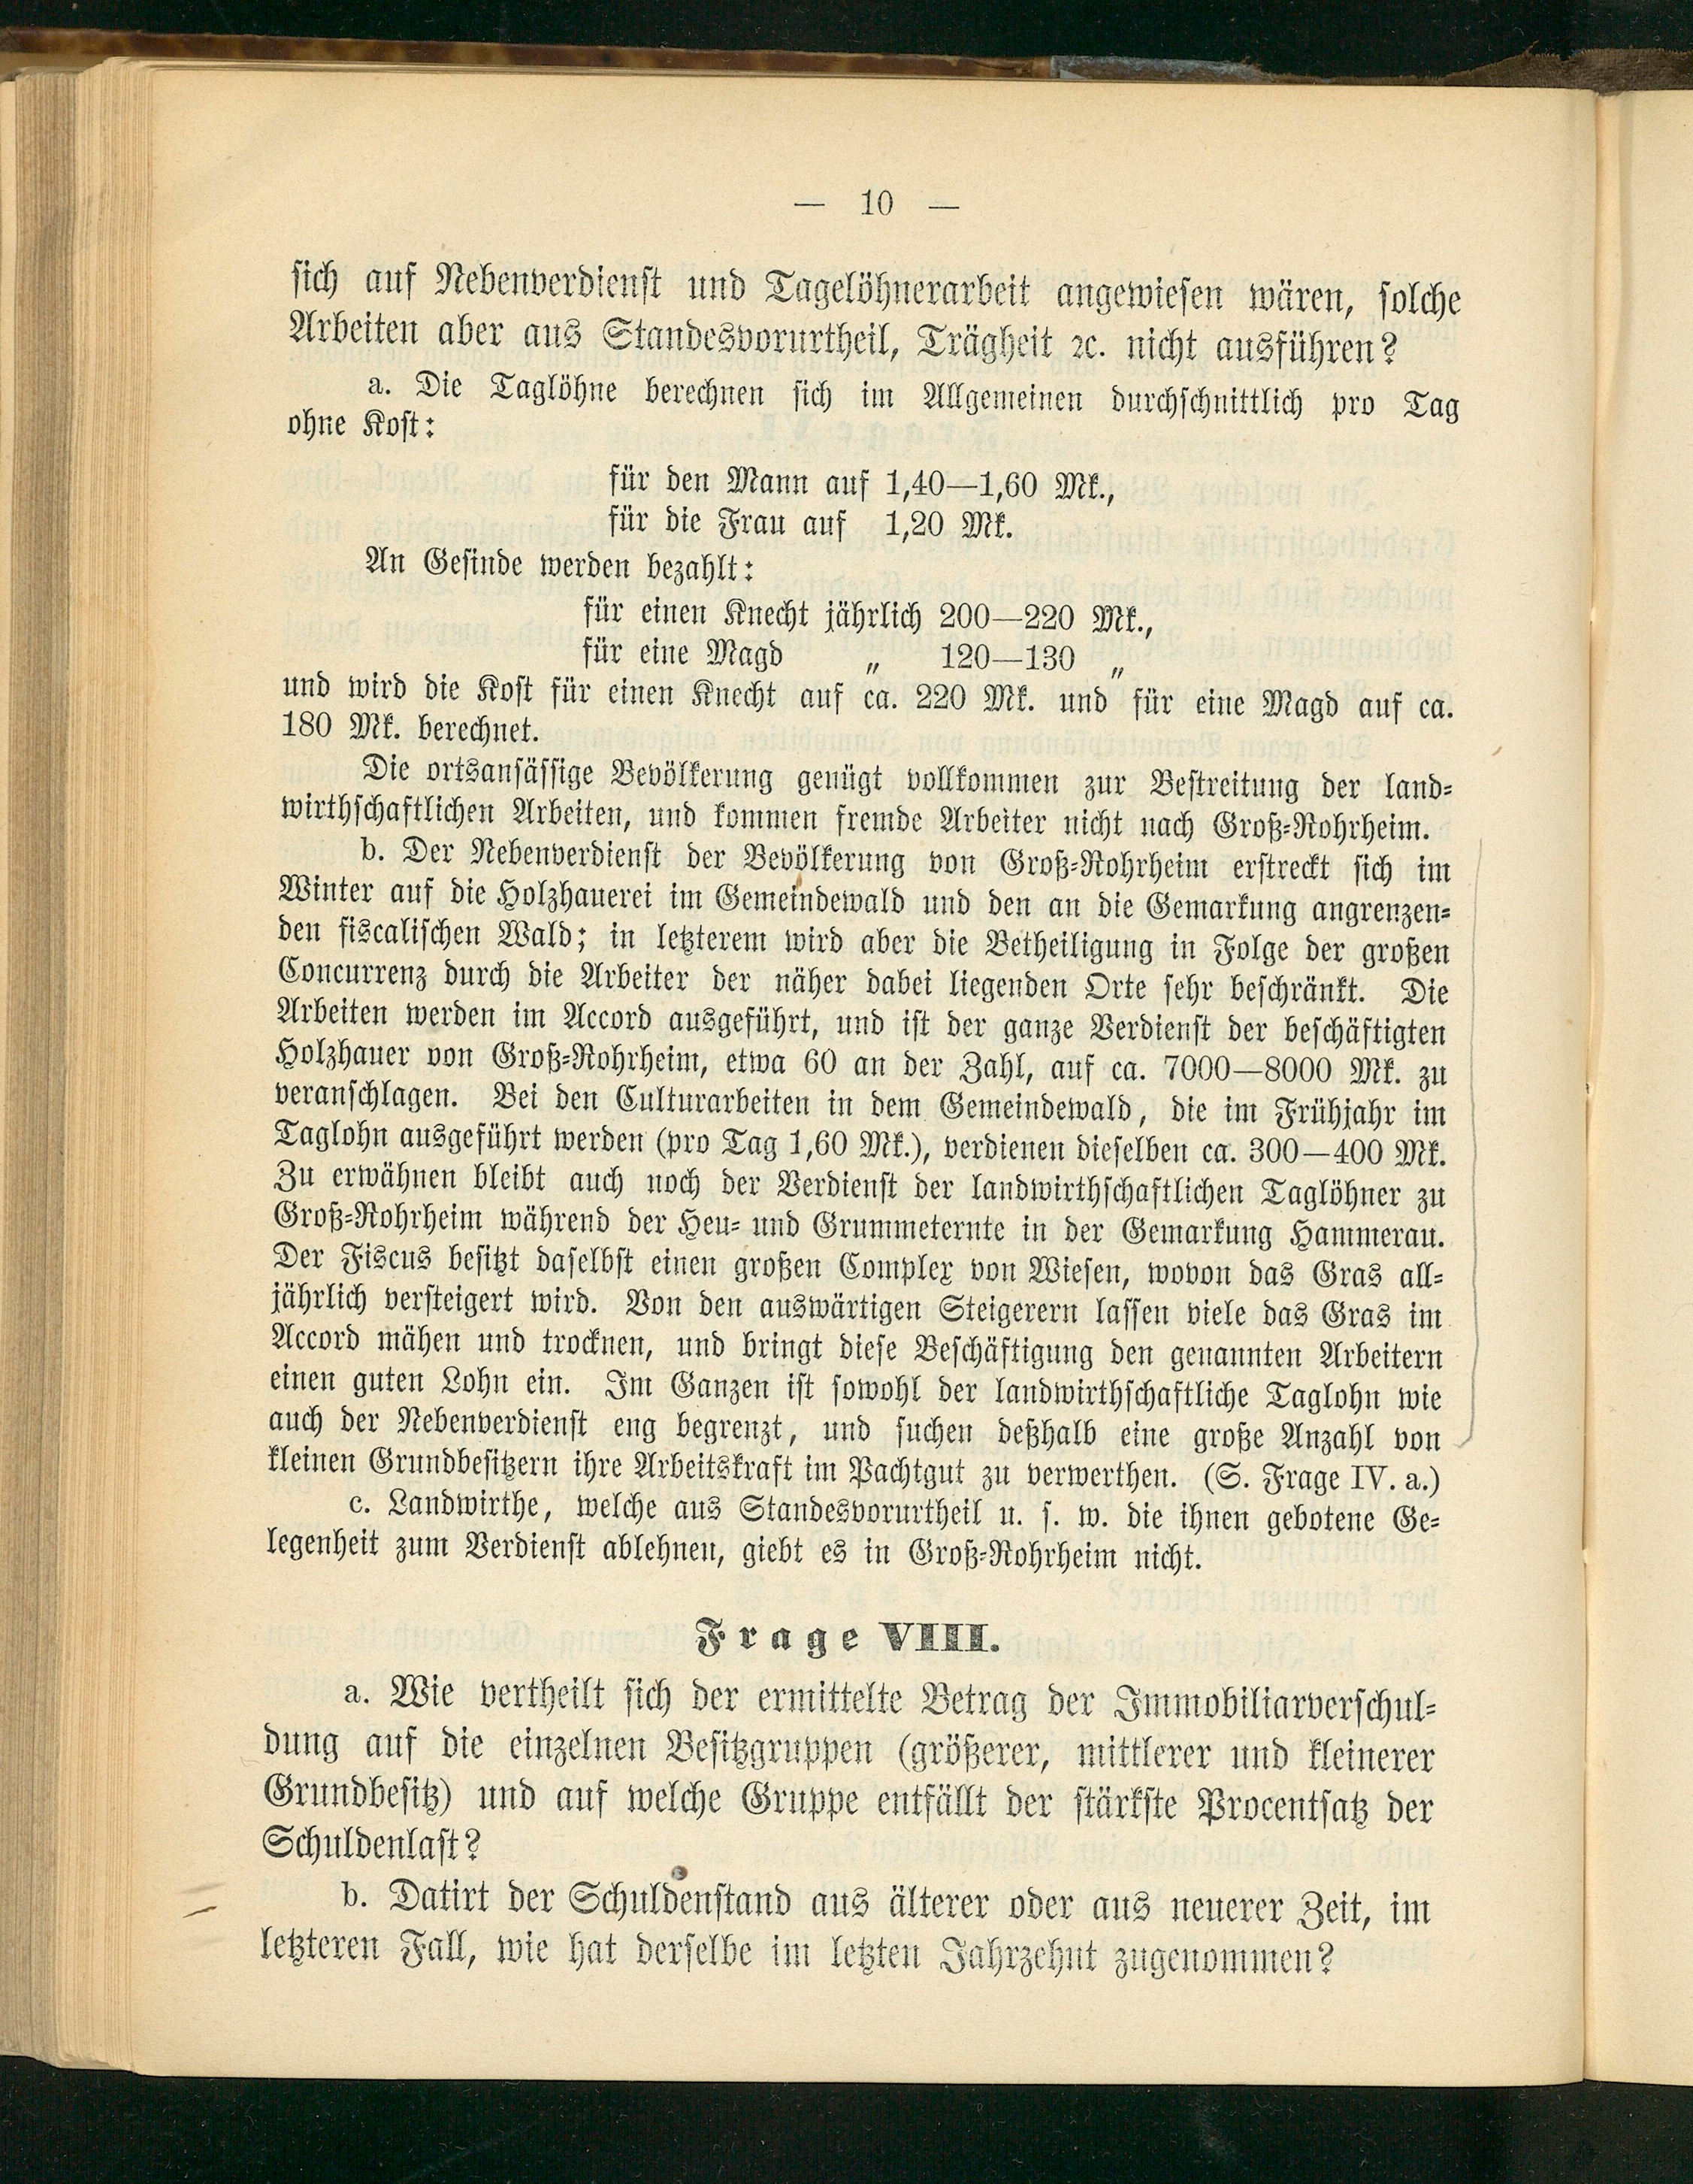 — 10 —
sich auf Nebenverdienst und Tagelöhnerarbeit angewiesen wären, solche
Arbeiten aber aus Standesvorurtheil, Trägheit ꝛc. nicht ausführen?
a. Die Taglöhne berechnen sich im Allgemeinen durchschnittlich pro Tag
ohne Kost:
für den Mann auf 1,40—1,60 Mk.,
für die Frau auf 1,20 Mk.
An Gesinde werden bezahlt:
für einen Knecht jährlich 200—220 Mk.,
für eine Magd „ 120—130 „
und wird die Kost für einen Knecht auf ca. 220 Mk. und für eine Magd auf ca.
180 Mk. berechnet.
Die ortsansässige Bevölkerung genügt vollkommen zur Bestreitung der land-
wirthschaftlichen Arbeiten, und kommen fremde Arbeiter nicht nach Groß-Rohrheim.
b. Der Nebenverdienst der Bevölkerung von Groß-Rohrheim erstreckt sich im
Winter auf die Holzhauerei im Gemeindewald und den an die Gemarkung angrenzen-
den fiscalischen Wald; in letzterem wird aber die Betheiligung in Folge der großen
Concurrenz durch die Arbeiter der näher dabei liegenden Orte sehr beschränkt. Die
Arbeiten werden im Accord ausgeführt, und ist der ganze Verdienst der beschäftigten
Holzhauer von Groß-Rohrheim, etwa 60 an der Zahl, auf ca. 7000—8000 Mk. zu
veranschlagen. Bei den Culturarbeiten in dem Gemeindewald, die im Frühjahr im
Taglohn ausgeführt werden (pro Tag 1,60 Mk.), verdienen dieselben ca. 300—400 Mk.
Zu erwähnen bleibt auch noch der Verdienst der landwirthschaftlichen Taglöhner zu
Groß-Rohrheim während der Heu- und Grummeternte in der Gemarkung Hammerau.
Der Fiscus besitzt daselbst einen großen Complex von Wiesen, wovon das Gras all-
jährlich versteigert wird. Von den auswärtigen Steigerern lassen viele das Gras im
Accord mähen und trocknen, und bringt diese Beschäftigung den genannten Arbeitern
einen guten Lohn ein. Im Ganzen ist sowohl der landwirthschaftliche Taglohn wie
auch der Nebenverdienst eng begrenzt, und suchen deßhalb eine große Anzahl von
kleinen Grundbesitzern ihre Arbeitskraft im Pachtgut zu verwerthen. (S. Frage IV. a.)
c. Landwirthe, welche aus Standesvorurtheil u. s. w. die ihnen gebotene Ge-
legenheit zum Verdienst ablehnen, giebt es in Groß-Rohrheim nicht.
Frage VIII.
a. Wie vertheilt sich der ermittelte Betrag der Immobiliarverschul-
dung auf die einzelnen Besitzgruppen (größerer, mittlerer und kleinerer
Grundbesitz) und auf welche Gruppe entfällt der stärkste Procentsatz der
Schuldenlast?
b. Datirt der Schuldenstand aus älterer oder aus neuerer Zeit, im
letzteren Fall, wie hat derselbe im letzten Jahrzehnt zugenommen?